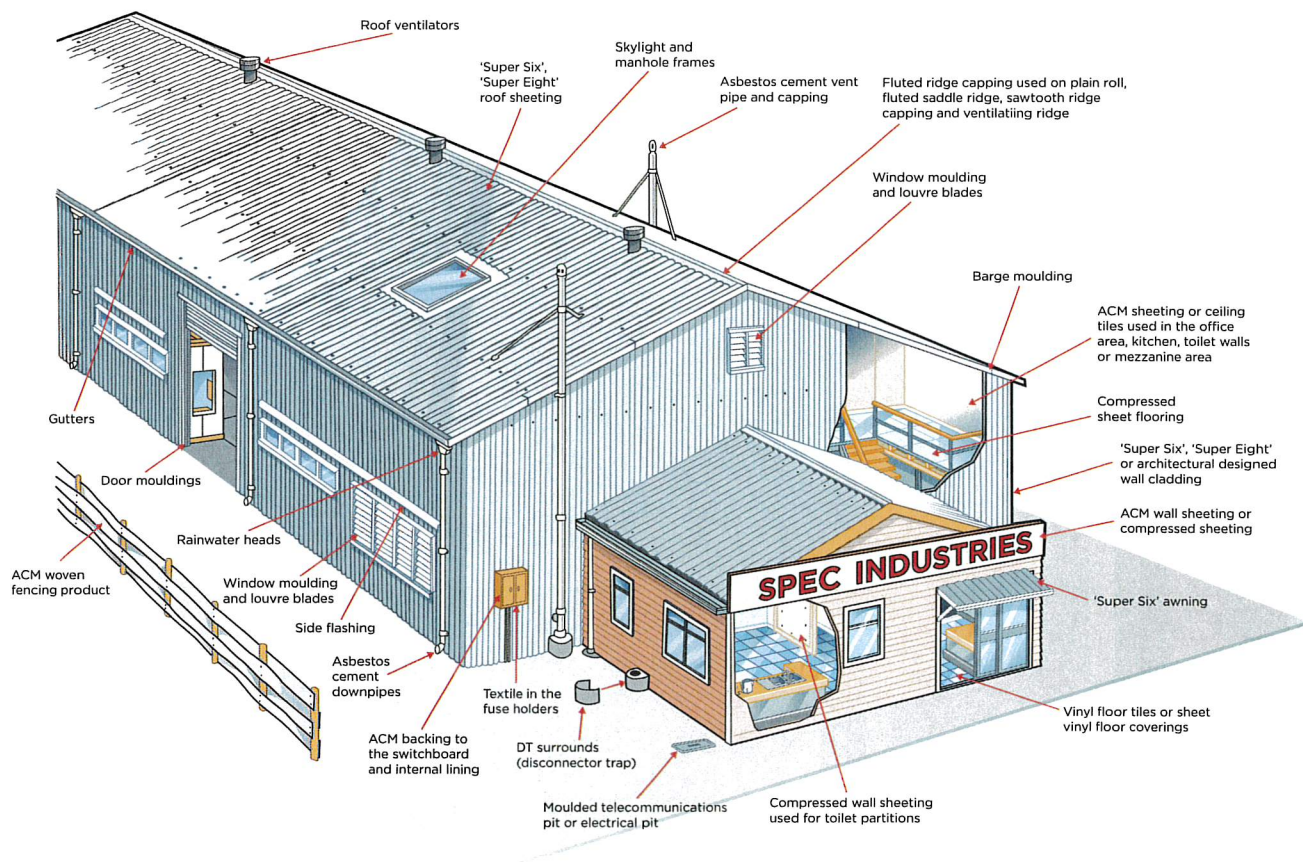 Roof ventilators
'Super Six',
'Super Eight'
roof sheeting
Skylight and
manhole frames
Asbestos cement vent
pipe and capping
Fluted ridge capping used on plain roll,
fluted saddle ridge, sawtooth ridge
capping and ventilatiing ridge
Window moulding
and louvre blades
Barge moulding
ACM sheeting or ceiling
tiles used in the office
area, kitchen, toilet walls
or mezzanine area
Compressed
sheet flooring
'Super Six', 'Super Eight'
or architectural designed
wall cladding
ACM wall sheeting or
compressed sheeting
SPEC INDUSTRIES
'Super Six' awning
Vinyl floor tiles or sheet
vinyl floor coverings
Gutters
Door mouldings
Rainwater heads
ACM woven
fencing product
Window moulding
and louvre blades
Side flashing
Asbestos
cement
downpipes
ACM backing to
the switchboard
and internal lining
Textile in the
fuse holders
DT surrounds
(disconnector trap)
Moulded telecommunications
pit or electrical pit
Compressed wall sheeting
used for toilet partitions